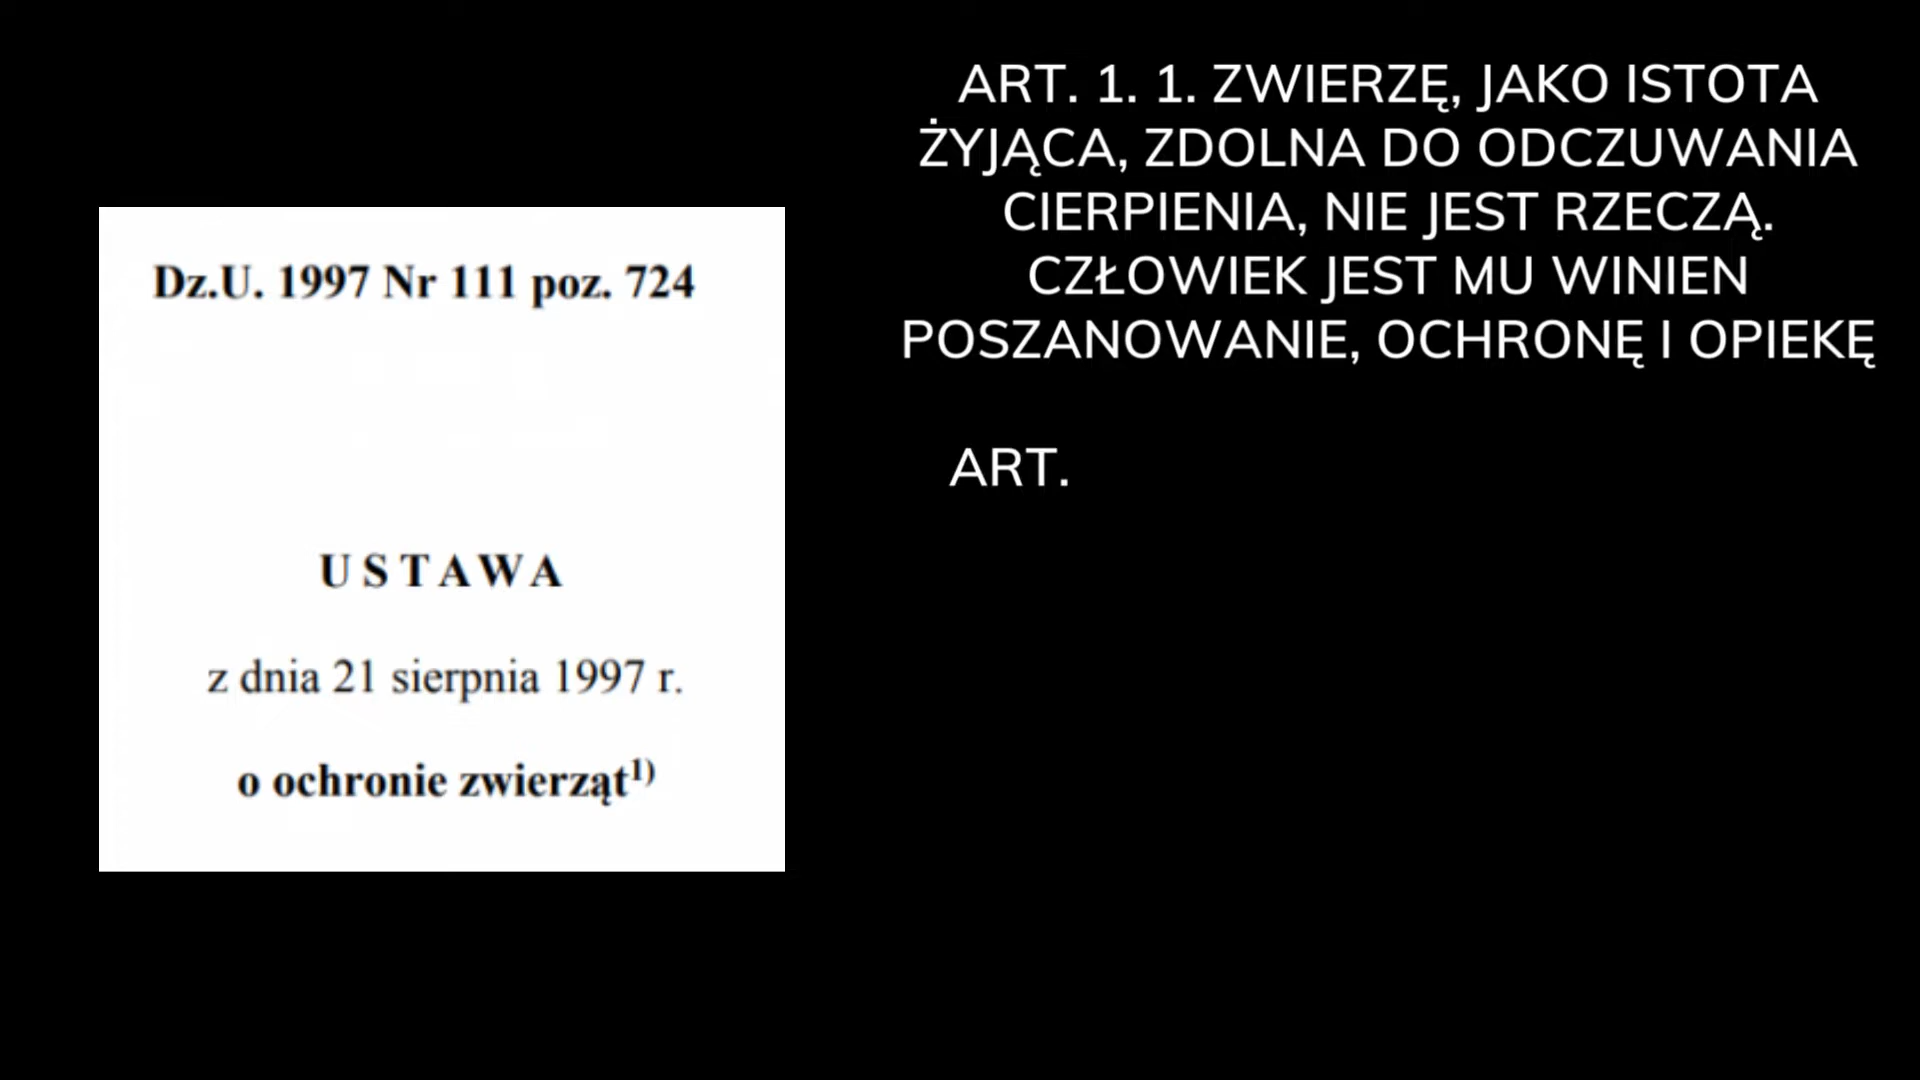 Dz.U. 1997 Nr 111 poz. 724
USTAWA
z dnia 21 sierpnia 1997 r.
o ochronie zwierząt¹⁾
ART. 1. 1. ZWIERZĘ, JAKO ISTOTA
ŻYJĄCA, ZDOLNA DO ODCZUWANIA
CIERPIENIA, NIE JEST RZECZĄ.
CZŁOWIEK JEST MU WINIEN
POSZANOWANIE, OCHRONĘ I OPIEKĘ
ART.